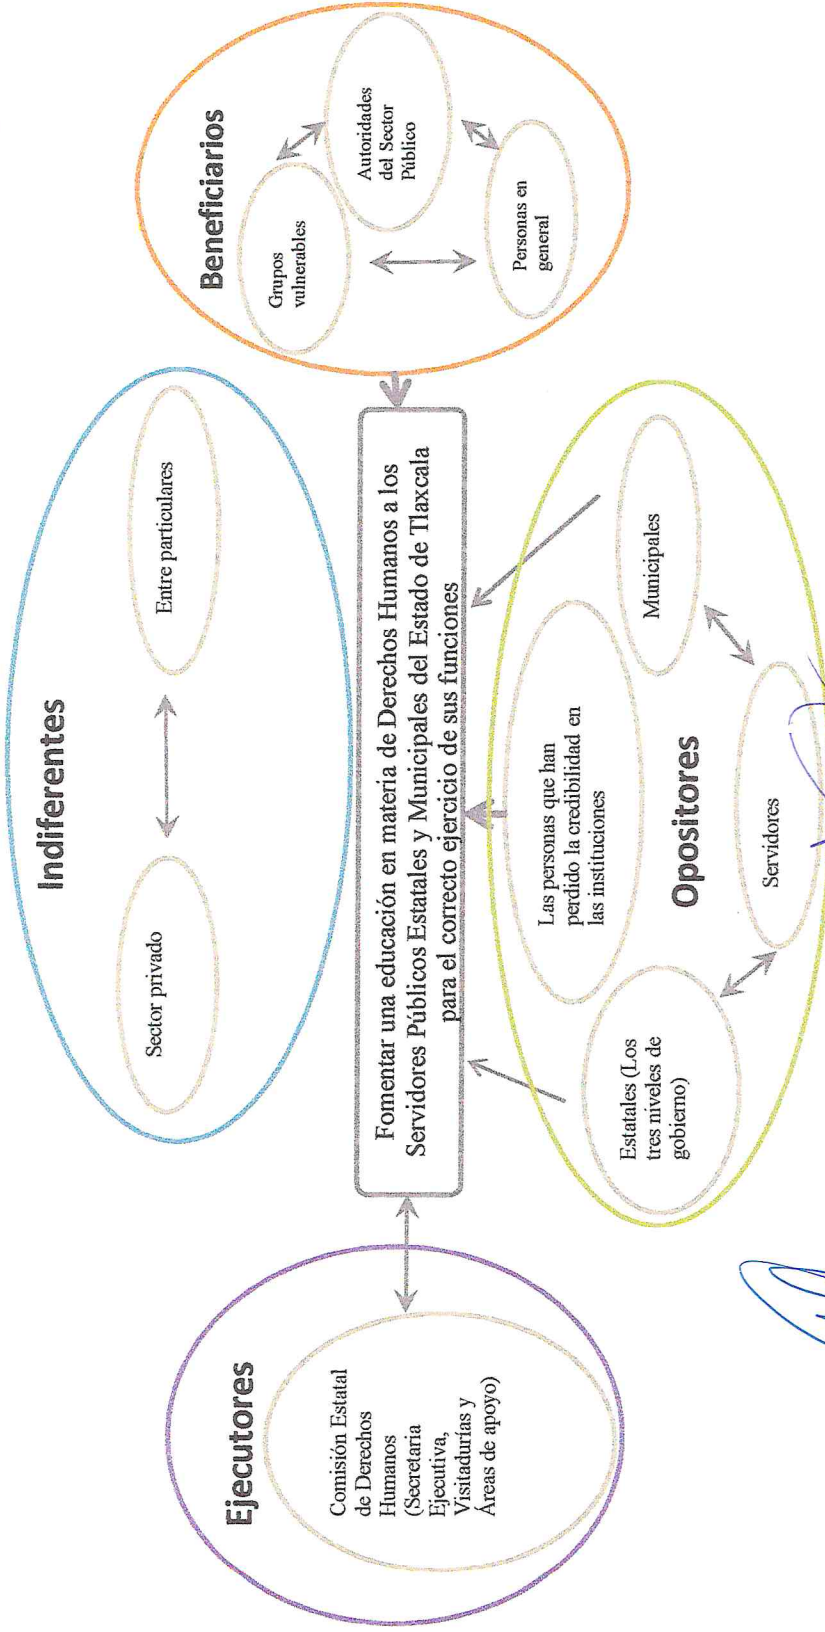 Ejecutores
Comisión Estatal
de Derechos
Humanos
(Secretaria
Ejecutiva,
Visitadurías y
Áreas de apoyo)
Indiferentes
Sector privado
Entre particulares
Fomentar una educación en materia de Derechos Humanos a los
Servidores Públicos Estatales y Municipales del Estado de Tlaxcala
para el correcto ejercicio de sus funciones
Beneficiarios
Grupos
vulnerables
Autoridades
del Sector
Público
Personas en
general
Las personas que han
perdido la credibilidad en
las instituciones
Estatales (Los
tres niveles de
gobierno)
Opositores
Municipales
Servidores